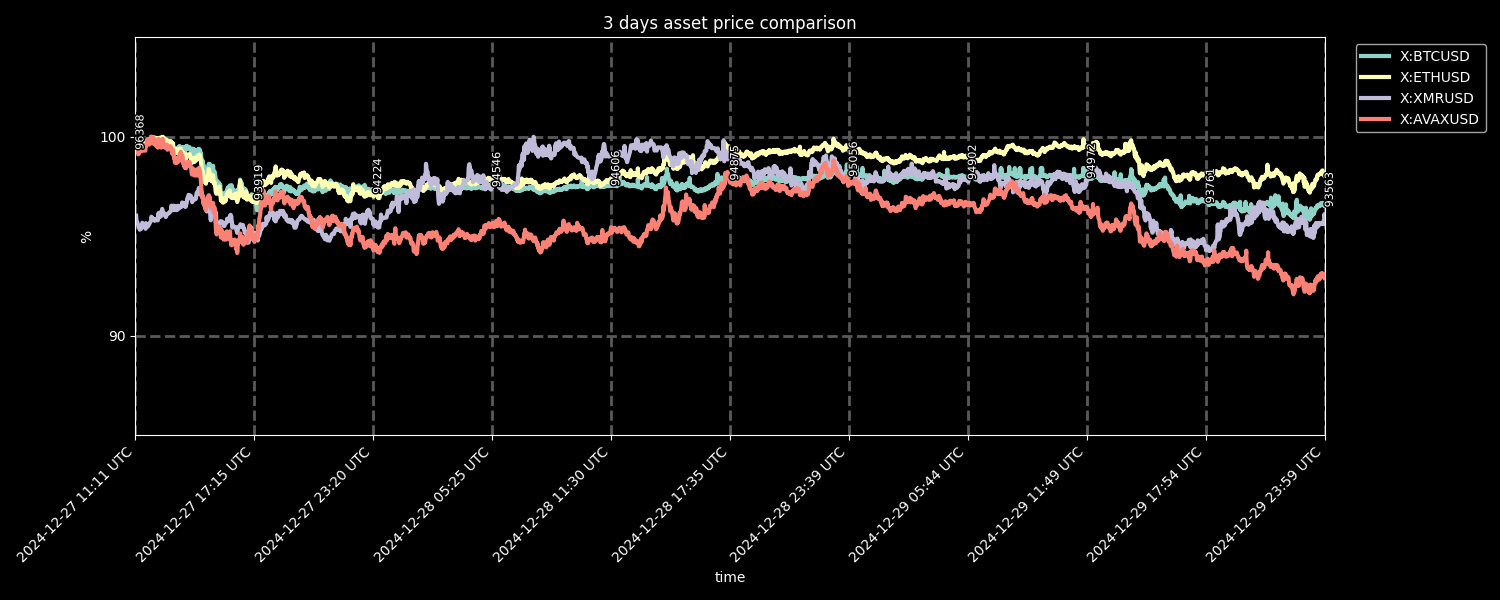 3 days asset price comparison
X:BTCUSD
X:ETHUSD
X:XMRUSD
X:AVAXUSD
100
90
%
96368
93919
94224
94546
94606
94875
95056
94902
94972
93761
93563
2024-12-27 11:11 UTC
2024-12-27 17:15 UTC
2024-12-27 23:20 UTC
2024-12-28 05:25 UTC
2024-12-28 11:30 UTC
2024-12-28 17:35 UTC
2024-12-28 23:39 UTC
2024-12-29 05:44 UTC
2024-12-29 11:49 UTC
2024-12-29 17:54 UTC
2024-12-29 23:59 UTC
time